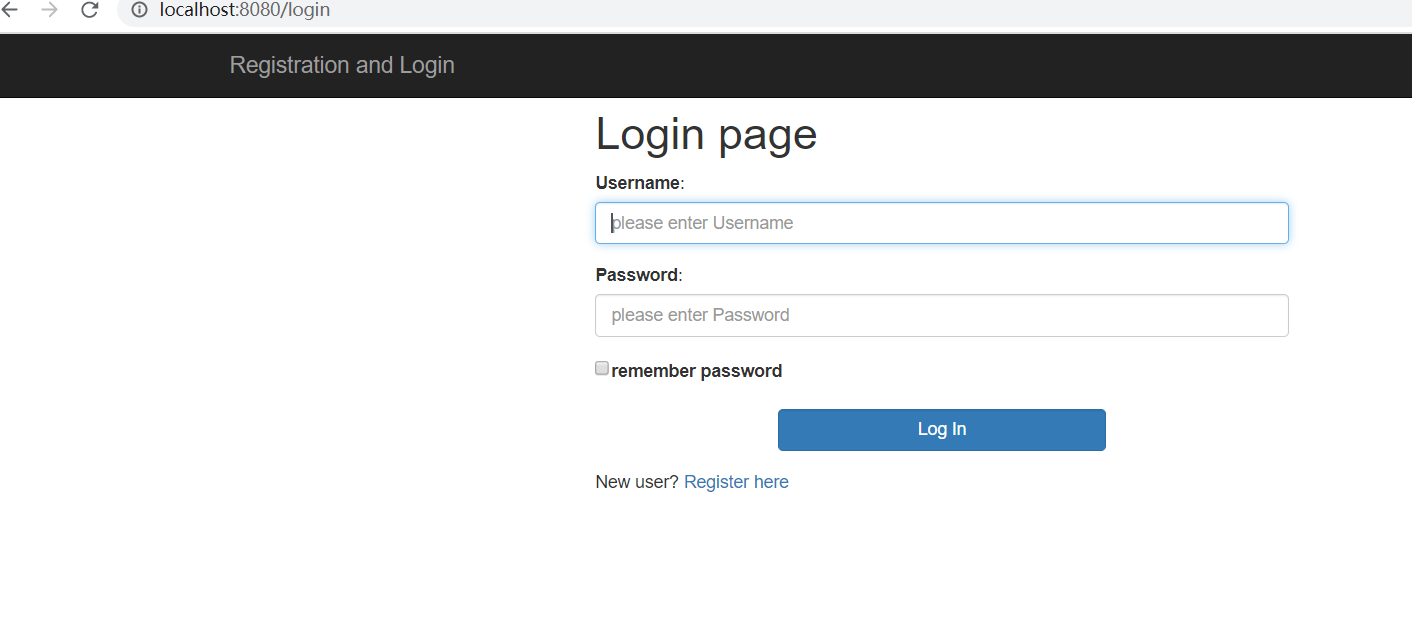 localhost:8080/login
Registration and Login
Login page
Username:
please enter Username
Password:
please enter Password
remember password
Log In
New user? Register here